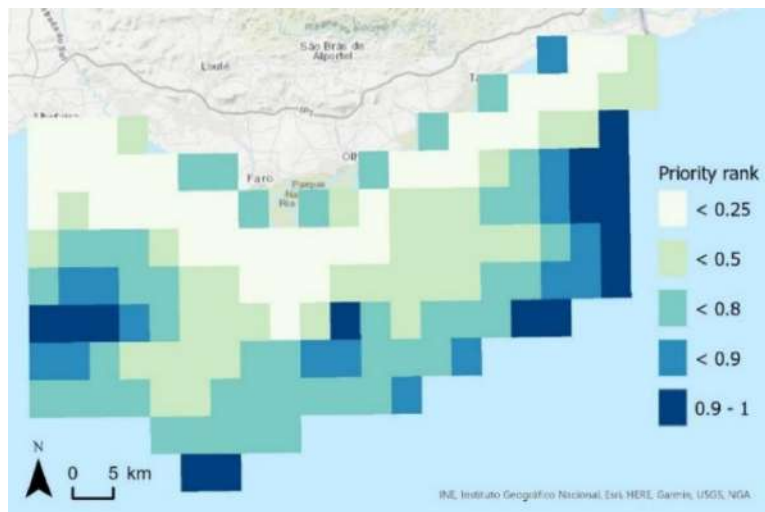 São Brás de
Alportel
Loulé
Faro
Parque
Priority rank
< 0.25
< 0.5
< 0.8
< 0.9
0.9 - 1
N
0 5 km
INE, Instituto Geográfico Nacional, Esri, HERE, Garmin, USGS, NGA